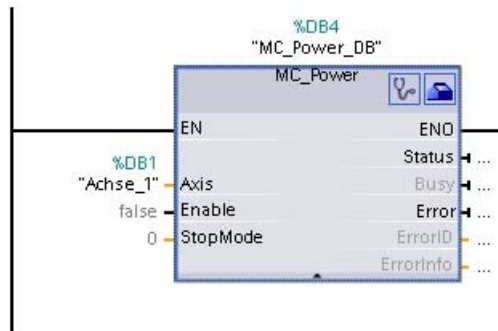 %DB4
"MC_Power_DB"
MC_Power
EN ENO
Status ...
%DB1
"Achse_1" Axis Busy ...
false Enable Error ...
0 StopMode ErrorID ...
ErrorInfo ...